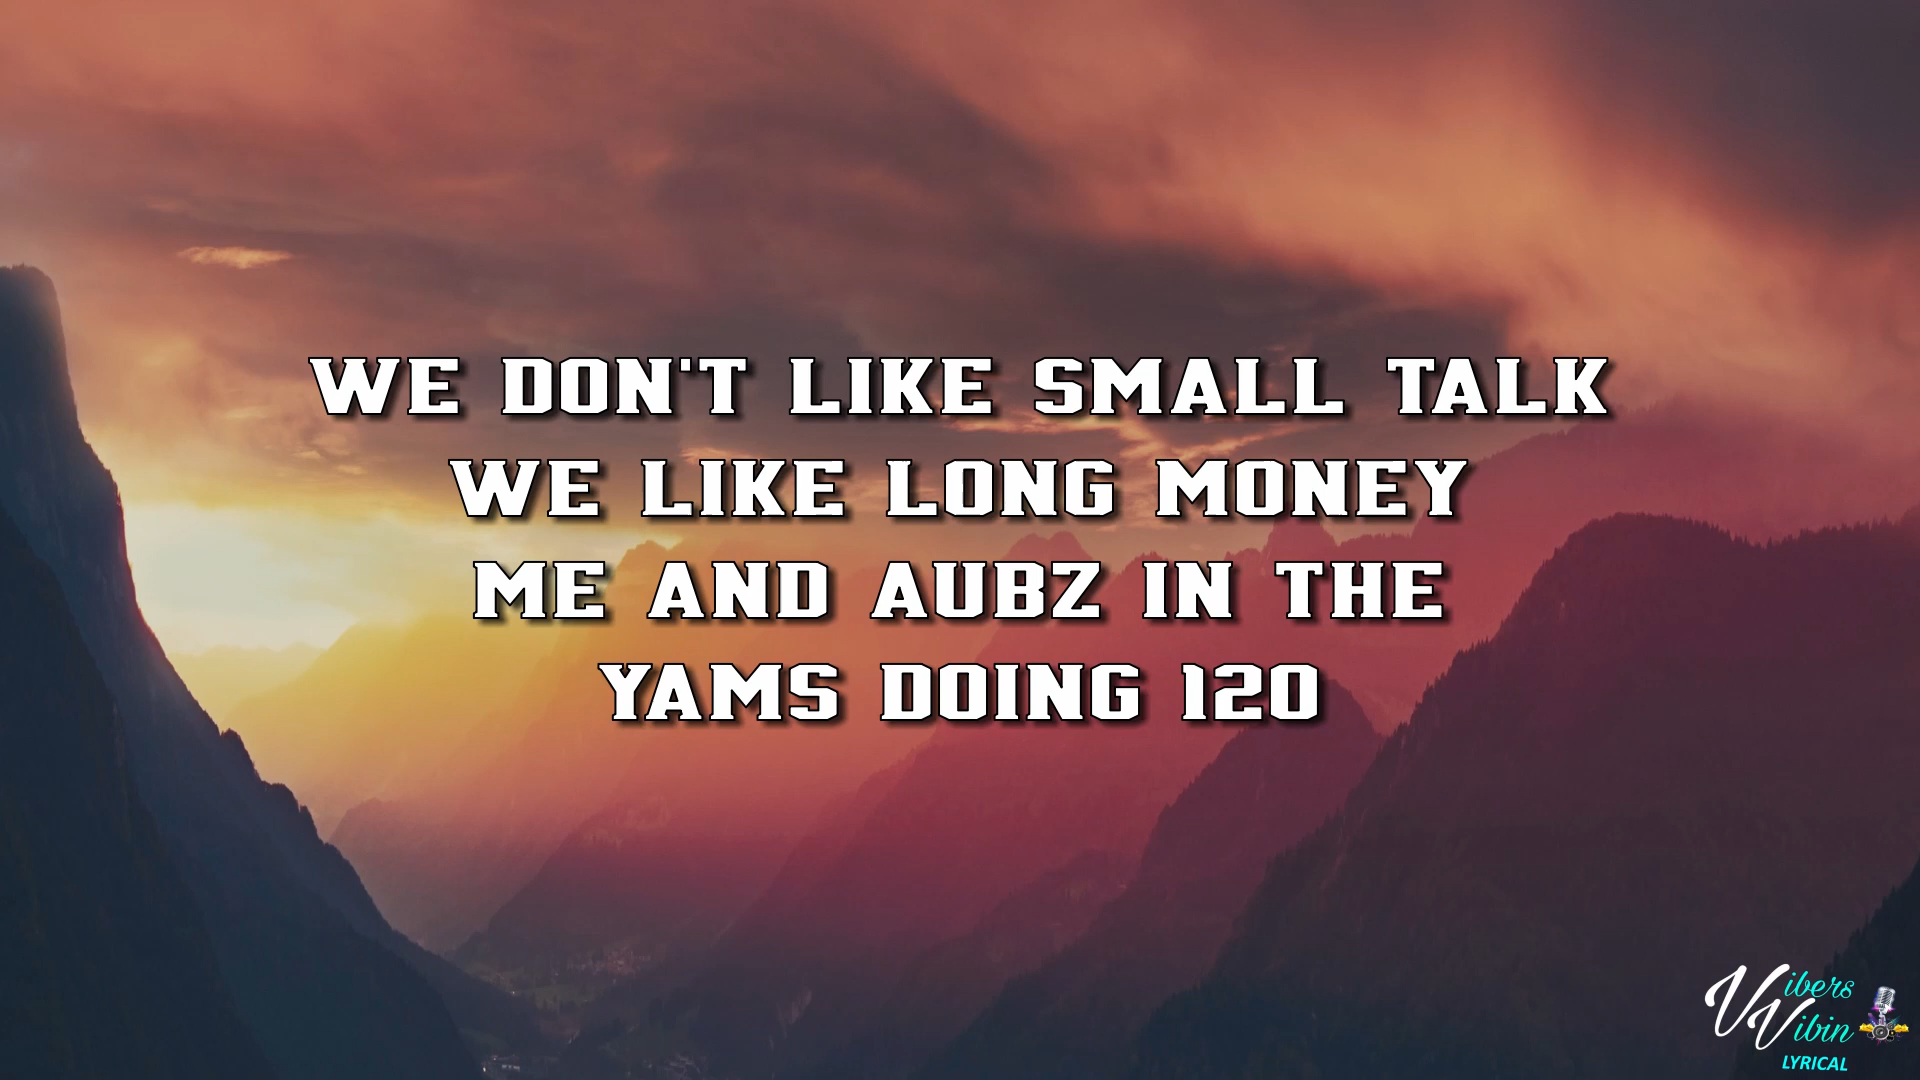 WE DON'T LIKE SMALL TALK
WE LIKE LONG MONEY
ME AND AUBZ IN THE
YAMS DOING 120
Vibers
Vibin
LYRICAL